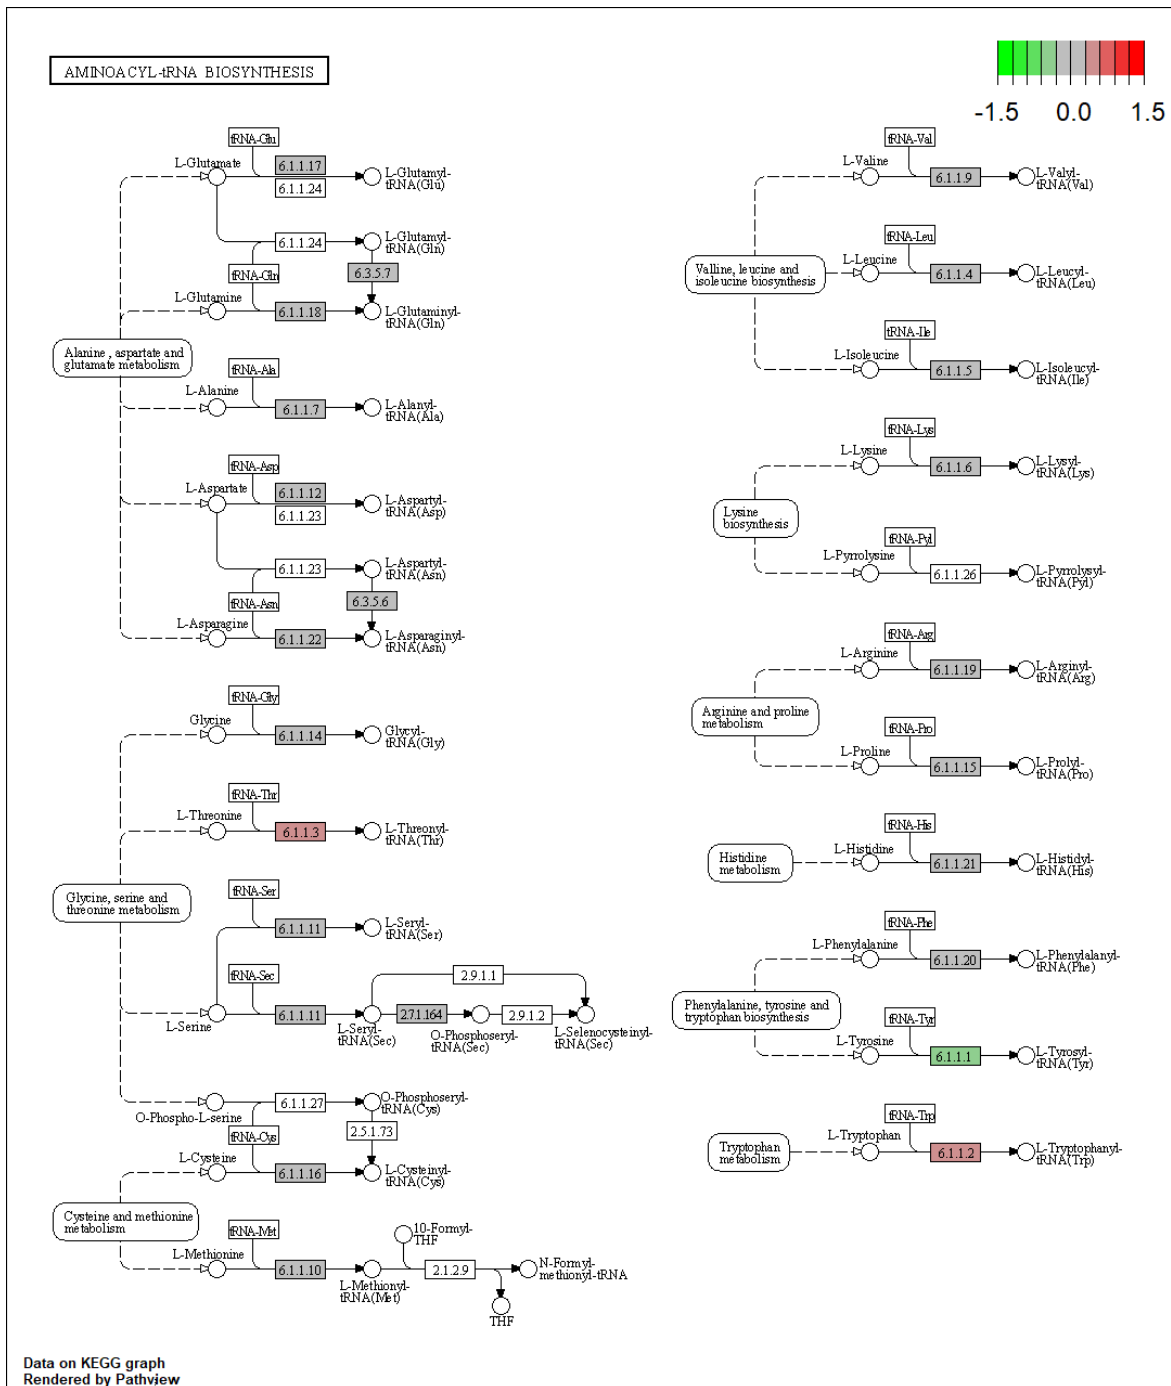 AMINOACYL-tRNA BIOSYNTHESIS
-1.5 0.0 1.5
tRNA-Glu
L-Glutamate
6.1.1.17
6.1.1.24
L-Glutamyl-
tRNA(Glu)
6.1.1.24
L-Glutamyl-
tRNA(Gln)
tRNA-Gln
6.3.5.7
L-Glutamine
6.1.1.18
L-Glutaminyl-
tRNA(Gln)
Alanine , aspartate and
glutamate metabolism
tRNA-Ala
L-Alanine
6.1.1.7
L-Alanyl-
tRNA(Ala)
tRNA-Asp
L-Aspartate
6.1.1.12
6.1.1.23
L-Aspartyl-
tRNA(Asp)
6.1.1.23
L-Aspartyl-
tRNA(Asn)
tRNA-Asn
6.3.5.6
L-Asparagine
6.1.1.22
L-Asparaginyl-
tRNA(Asn)
tRNA-Gly
Glycine
6.1.1.14
Glycyl-
tRNA(Gly)
tRNA-Thr
L-Threonine
6.1.1.3
L-Threonyl-
tRNA(Thr)
Glycine, serine and
threonine metabolism
tRNA-Ser
6.1.1.11
L-Seryl-
tRNA(Ser)
tRNA-Sec
L-Serine
6.1.1.11
L-Seryl-
tRNA(Sec)
2.9.1.1
2.7.1.164
O-Phosphoseryl-
tRNA(Sec)
2.9.1.2
L-Selenocysteinyl-
tRNA(Sec)
O-Phospho-L-serine
6.1.1.27
O-Phosphoseryl-
tRNA(Cys)
tRNA-Cys
2.5.1.73
L-Cysteine
6.1.1.16
L-Cysteinyl-
tRNA(Cys)
Cysteine and methionine
metabolism
tRNA-Met
L-Methionine
6.1.1.10
L-Methionyl-
tRNA(Met)
10-Formyl-
THF
2.1.2.9
N-Formyl-
methionyl-tRNA
THF
tRNA-Val
L-Valine
6.1.1.9
L-Valyl-
tRNA(Val)
tRNA-Leu
Valline, leucine and
isoleucine biosynthesis
L-Leucine
6.1.1.4
L-Leucyl-
tRNA(Leu)
tRNA-Ile
L-Isoleucine
6.1.1.5
L-Isoleucyl-
tRNA(Ile)
tRNA-Lys
L-Lysine
6.1.1.6
L-Lysyl-
tRNA(Lys)
Lysine
biosynthesis
tRNA-Pyl
L-Pyrrolysine
6.1.1.26
L-Pyrrolysyl-
tRNA(Pyl)
tRNA-Arg
L-Arginine
6.1.1.19
L-Arginyl-
tRNA(Arg)
Arginine and proline
metabolism
tRNA-Pro
L-Proline
6.1.1.15
L-Prolyl-
tRNA(Pro)
tRNA-His
Histidine
metabolism
L-Histidine
6.1.1.21
L-Histidyl-
tRNA(His)
tRNA-Phe
L-Phenylalanine
6.1.1.20
L-Phenylalanyl-
tRNA(Phe)
Phenylalanine, tyrosine and
tryptophan biosynthesis
tRNA-Tyr
L-Tyrosine
6.1.1.1
L-Tyrosyl-
tRNA(Tyr)
tRNA-Trp
Tryptophan
metabolism
L-Tryptophan
6.1.1.2
L-Tryptophanyl-
tRNA(Trp)
Data on KEGG graph
Rendered by Pathview